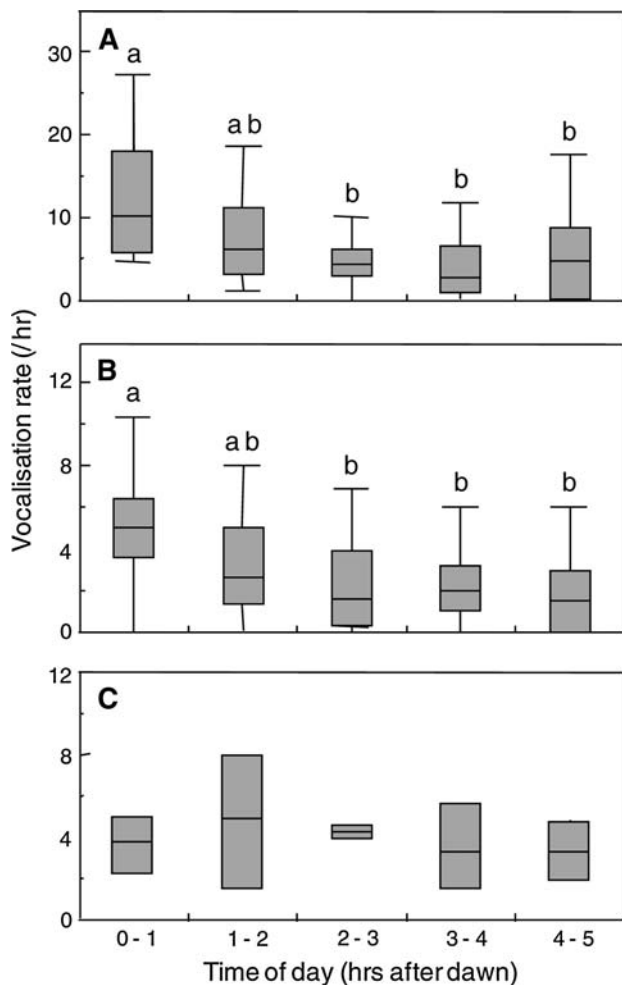 A
a
a b
b
b
b
30
20
10
0
B
a
a b
b
b
b
12
8
4
0
C
12
8
4
0
Vocalisation rate (/hr)
0 - 1 1 - 2 2 - 3 3 - 4 4 - 5
Time of day (hrs after dawn)